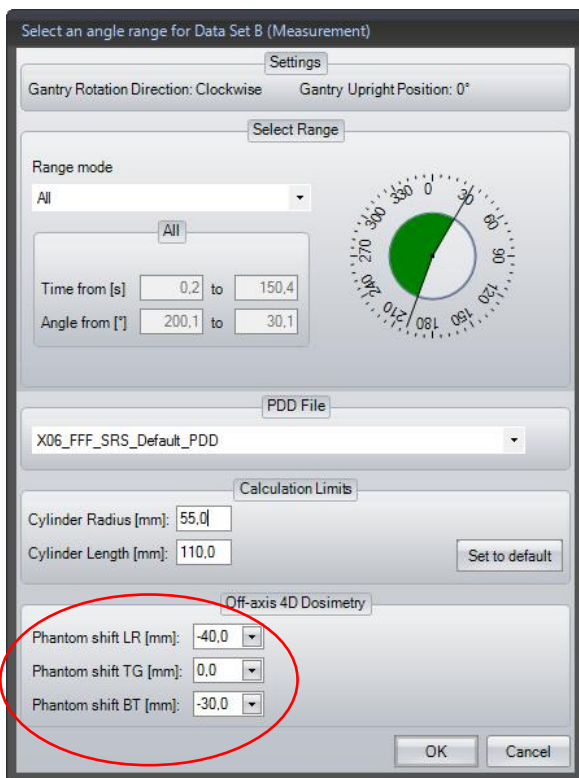 Select an angle range for Data Set B (Measurement)
Settings
Gantry Rotation Direction: Clockwise Gantry Upright Position: 0°
Select Range
Range mode
All
All
Time from [s] 0,2 to 150,4
Angle from [°] 200,1 to 30,1
0
30
60
90
120
150
180
210
240
270
300
330
PDD File
X06_FFF_SRS_Default_PDD
Calculation Limits
Cylinder Radius [mm]: 55,0
Cylinder Length [mm]: 110,0
Set to default
Off-axis 4D Dosimetry
Phantom shift LR [mm]: -40,0
Phantom shift TG [mm]: 0,0
Phantom shift BT [mm]: -30,0
OK Cancel